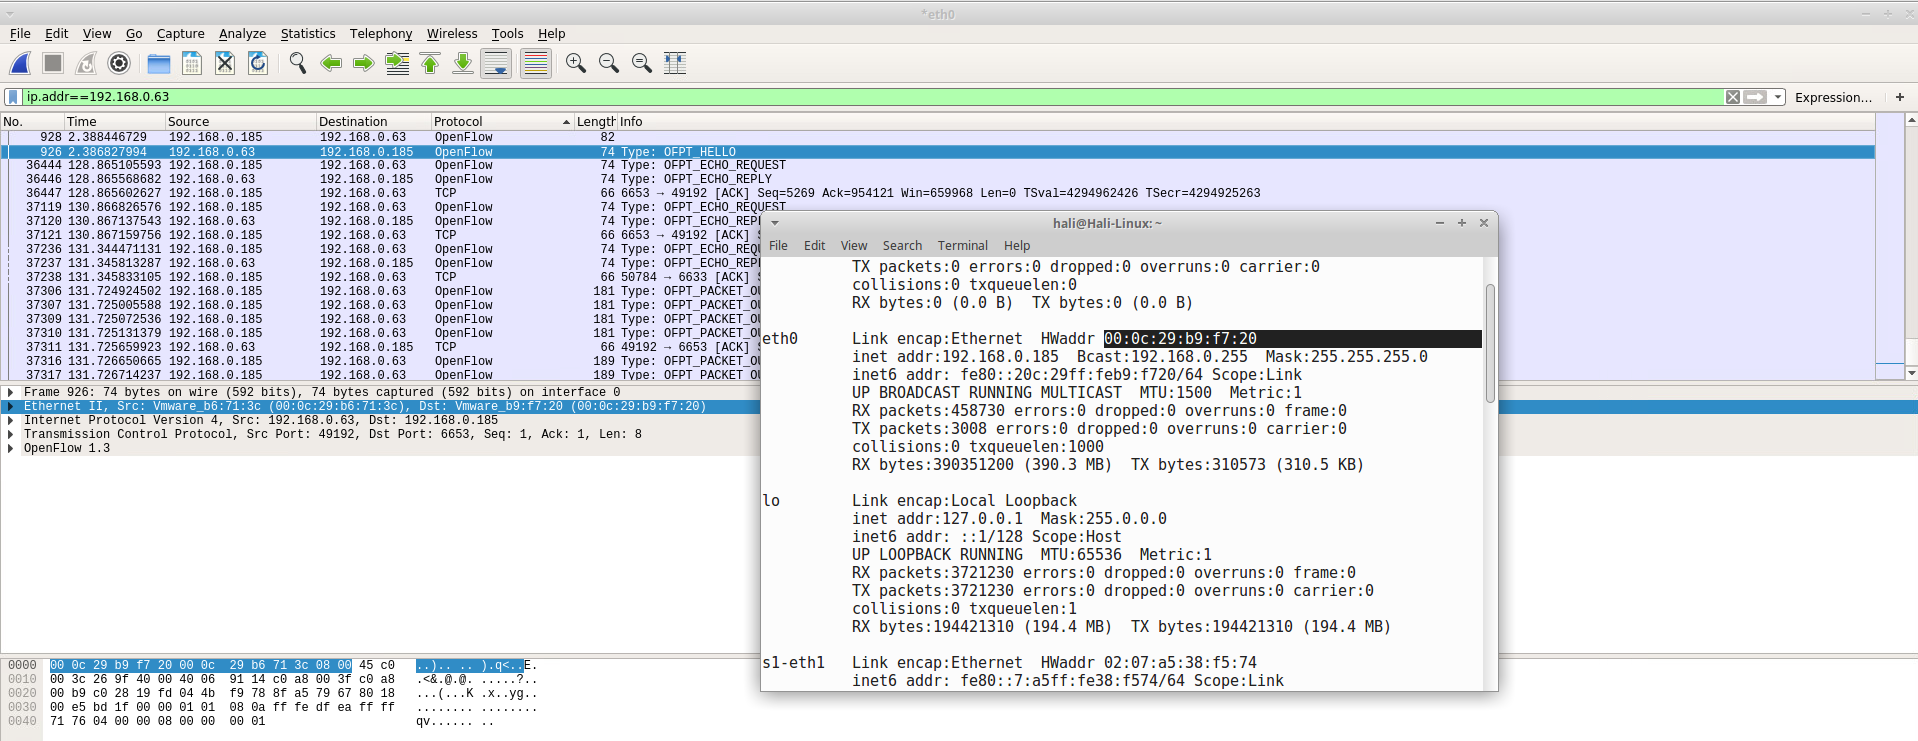 *eth0
File Edit View Go Capture Analyze Statistics Telephony Wireless Tools Help
ip.addr==192.168.0.63 Expression… +
No. Time Source Destination Protocol Length Info
928 2.388446729 192.168.0.185 192.168.0.63 OpenFlow 82
926 2.386827994 192.168.0.63 192.168.0.185 OpenFlow 74 Type: OFPT_HELLO
36444 128.865105593 192.168.0.185 192.168.0.63 OpenFlow 74 Type: OFPT_ECHO_REQUEST
36446 128.865568682 192.168.0.63 192.168.0.185 OpenFlow 74 Type: OFPT_ECHO_REPLY
36447 128.865602627 192.168.0.185 192.168.0.63 TCP 66 6653 → 49192 [ACK] Seq=5269 Ack=954121 Win=659968 Len=0 TSval=4294962426 TSecr=4294925263
37119 130.866826576 192.168.0.185 192.168.0.63 OpenFlow 74 Type: OFPT_ECHO_REQUEST
37120 130.867137543 192.168.0.63 192.168.0.185 OpenFlow 74 Type: OFPT_ECHO_REPL
37121 130.867159756 192.168.0.185 192.168.0.63 TCP 66 6653 → 49192 [ACK]
37236 131.344471131 192.168.0.63 192.168.0.185 OpenFlow 74 Type: OFPT_ECHO_REQ
37237 131.345813287 192.168.0.185 192.168.0.63 OpenFlow 74 Type: OFPT_ECHO_REPL
37238 131.345833105 192.168.0.63 192.168.0.185 TCP 66 50784 → 6633 [ACK]
37306 131.724924502 192.168.0.185 192.168.0.63 OpenFlow 181 Type: OFPT_PACKET_OU
37307 131.725005588 192.168.0.185 192.168.0.63 OpenFlow 181 Type: OFPT_PACKET_OU
37309 131.725072536 192.168.0.185 192.168.0.63 OpenFlow 181 Type: OFPT_PACKET_OU
37310 131.725131379 192.168.0.185 192.168.0.63 OpenFlow 181 Type: OFPT_PACKET_OU
37311 131.725659923 192.168.0.63 192.168.0.185 TCP 66 49192 → 6653 [ACK]
37316 131.726650665 192.168.0.185 192.168.0.63 OpenFlow 189 Type: OFPT_PACKET_OU
37317 131.726714237 192.168.0.185 192.168.0.63 OpenFlow 189 Type: OFPT_PACKET_OU
Frame 926: 74 bytes on wire (592 bits), 74 bytes captured (592 bits) on interface 0
Ethernet II, Src: Vmware_b6:71:3c (00:0c:29:b6:71:3c), Dst: Vmware_b9:f7:20 (00:0c:29:b9:f7:20)
Internet Protocol Version 4, Src: 192.168.0.63, Dst: 192.168.0.185
Transmission Control Protocol, Src Port: 49192, Dst Port: 6653, Seq: 1, Ack: 1, Len: 8
OpenFlow 1.3
0000 00 0c 29 b9 f7 20 00 0c 29 b6 71 3c 08 00 45 c0 ..).. .. ).q<..E.
0010 00 3c 26 9f 40 00 40 06 91 14 c0 a8 00 3f c0 a8 .<&.@.@. .....?..
0020 00 b9 c0 28 19 fd 04 4b f9 78 8f a5 79 67 80 18 ...(...K .x..yg..
0030 00 e5 bd 1f 00 00 01 01 08 0a ff fe df ea ff ff ........ ........
0040 71 76 04 00 00 08 00 00 00 01 qv...... ..
hali@Hali-Linux: ~
File Edit View Search Terminal Help
TX packets:0 errors:0 dropped:0 overruns:0 carrier:0
collisions:0 txqueuelen:0
RX bytes:0 (0.0 B) TX bytes:0 (0.0 B)
eth0 Link encap:Ethernet HWaddr 00:0c:29:b9:f7:20
inet addr:192.168.0.185 Bcast:192.168.0.255 Mask:255.255.255.0
inet6 addr: fe80::20c:29ff:feb9:f720/64 Scope:Link
UP BROADCAST RUNNING MULTICAST MTU:1500 Metric:1
RX packets:458730 errors:0 dropped:0 overruns:0 frame:0
TX packets:3008 errors:0 dropped:0 overruns:0 carrier:0
collisions:0 txqueuelen:1000
RX bytes:390351200 (390.3 MB) TX bytes:310573 (310.5 KB)
lo Link encap:Local Loopback
inet addr:127.0.0.1 Mask:255.0.0.0
inet6 addr: ::1/128 Scope:Host
UP LOOPBACK RUNNING MTU:65536 Metric:1
RX packets:3721230 errors:0 dropped:0 overruns:0 frame:0
TX packets:3721230 errors:0 dropped:0 overruns:0 carrier:0
collisions:0 txqueuelen:1
RX bytes:194421310 (194.4 MB) TX bytes:194421310 (194.4 MB)
s1-eth1 Link encap:Ethernet HWaddr 02:07:a5:38:f5:74
inet6 addr: fe80::7:a5ff:fe38:f574/64 Scope:Link